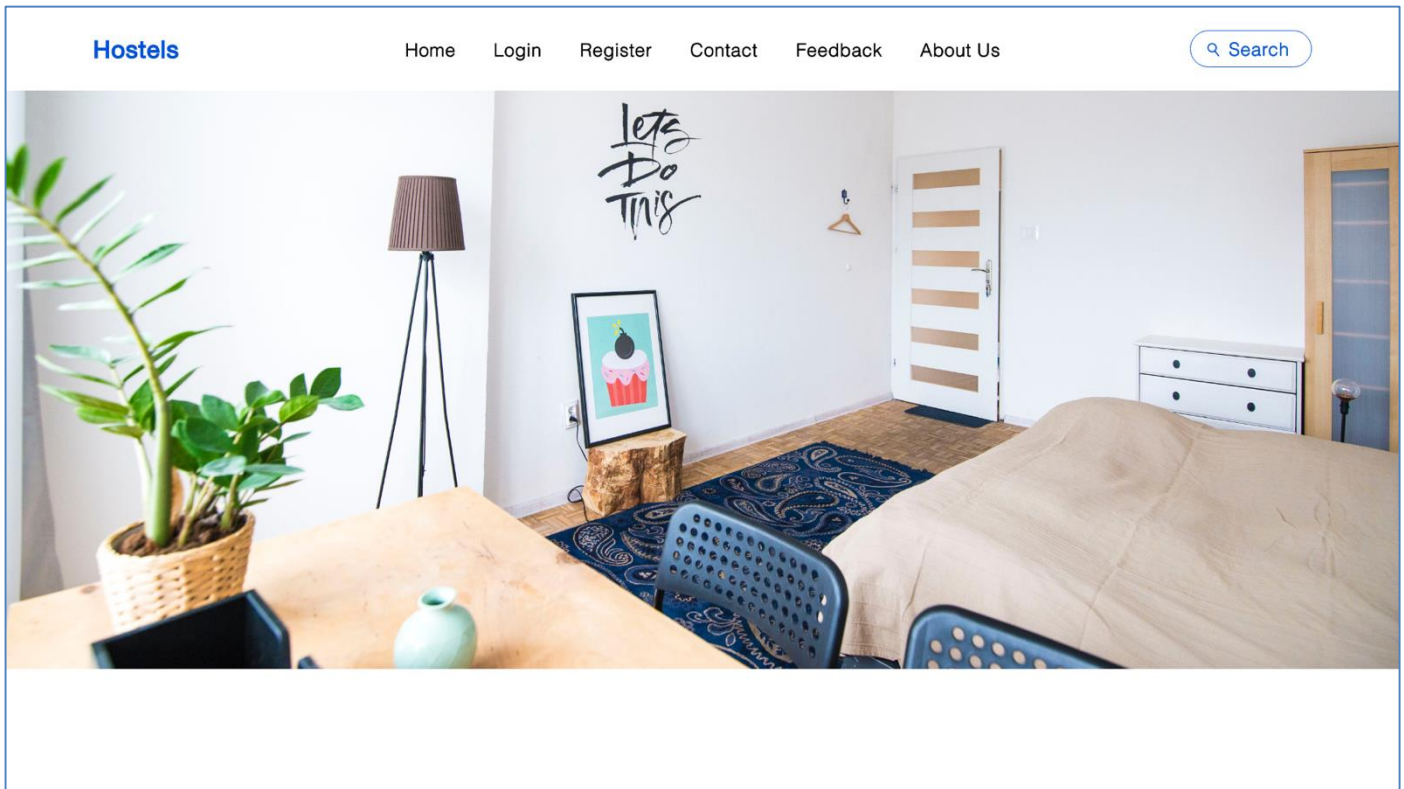 Hostels
Home Login Register Contact Feedback About Us
Search
Lets
Do
This